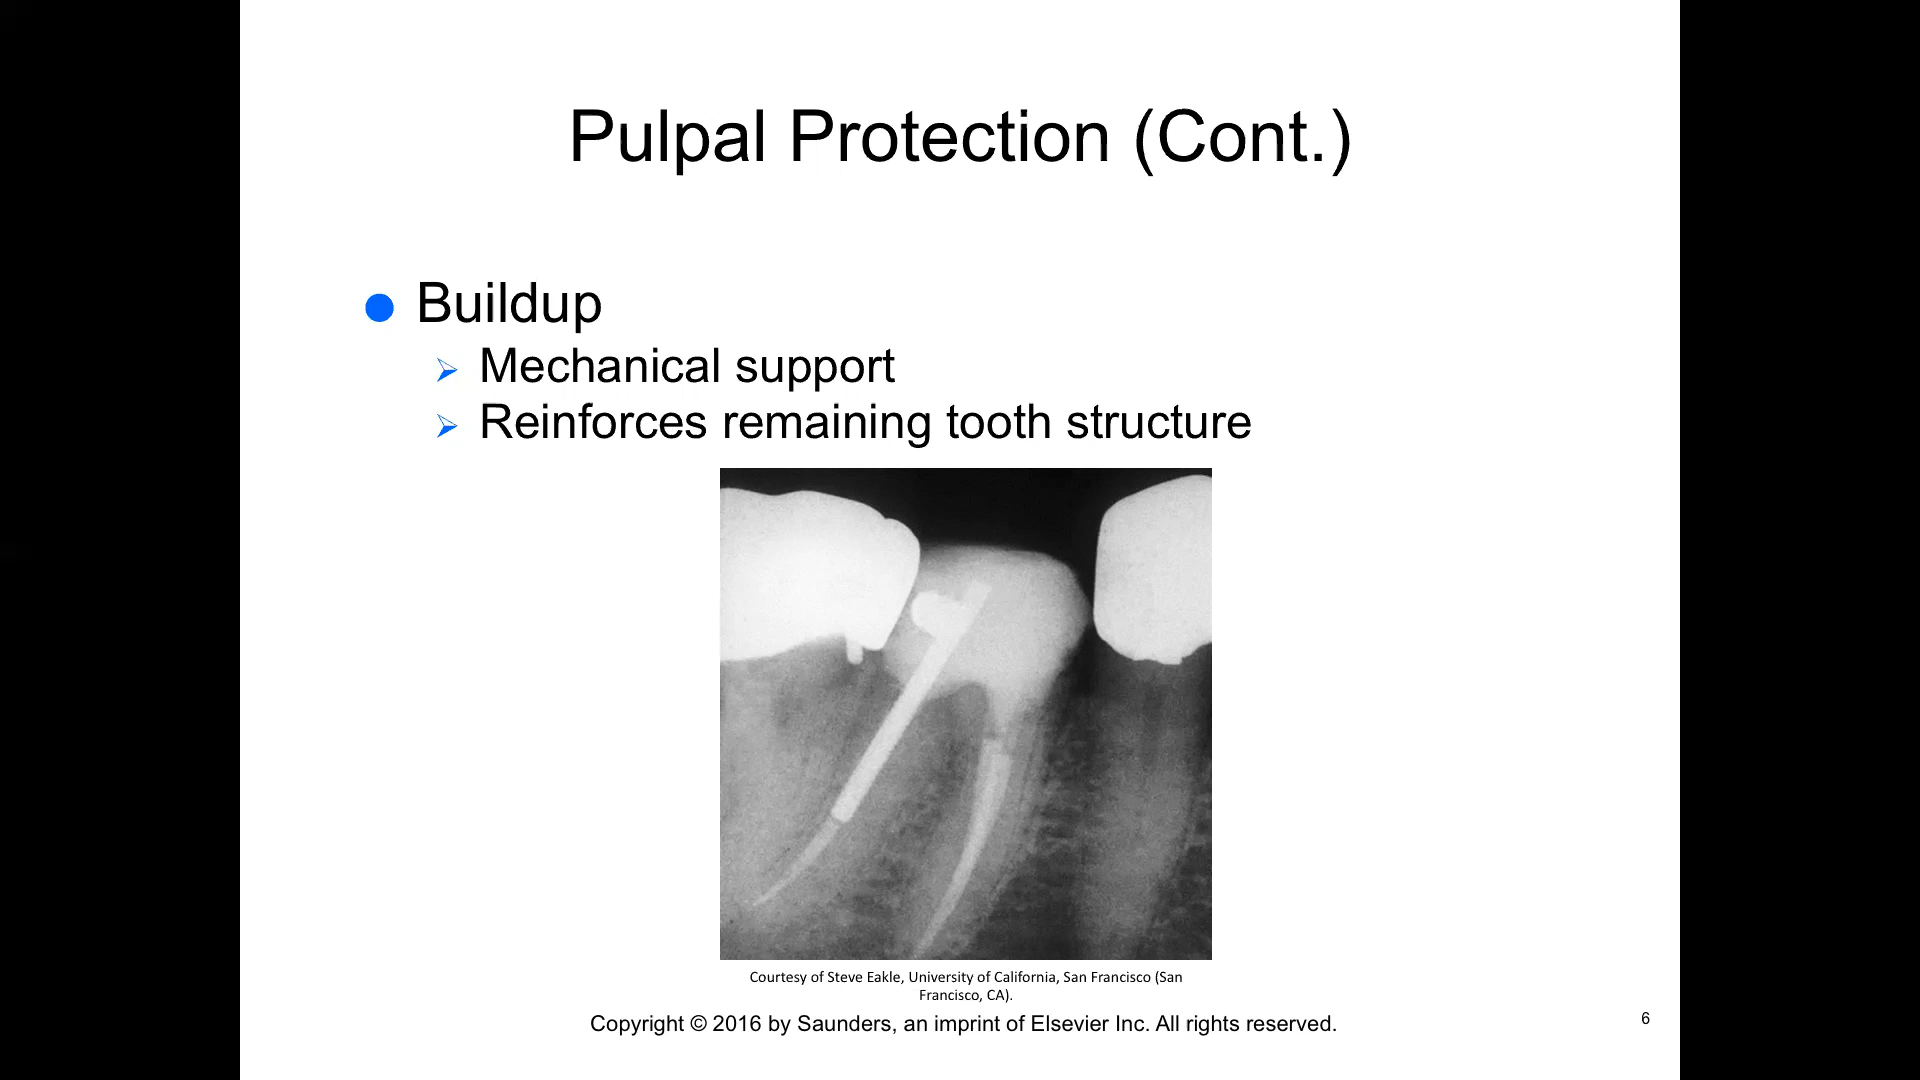 Pulpal Protection (Cont.)
Buildup
Mechanical support
Reinforces remaining tooth structure
Courtesy of Steve Eakle, University of California, San Francisco (San
Francisco, CA).
Copyright © 2016 by Saunders, an imprint of Elsevier Inc. All rights reserved.
6